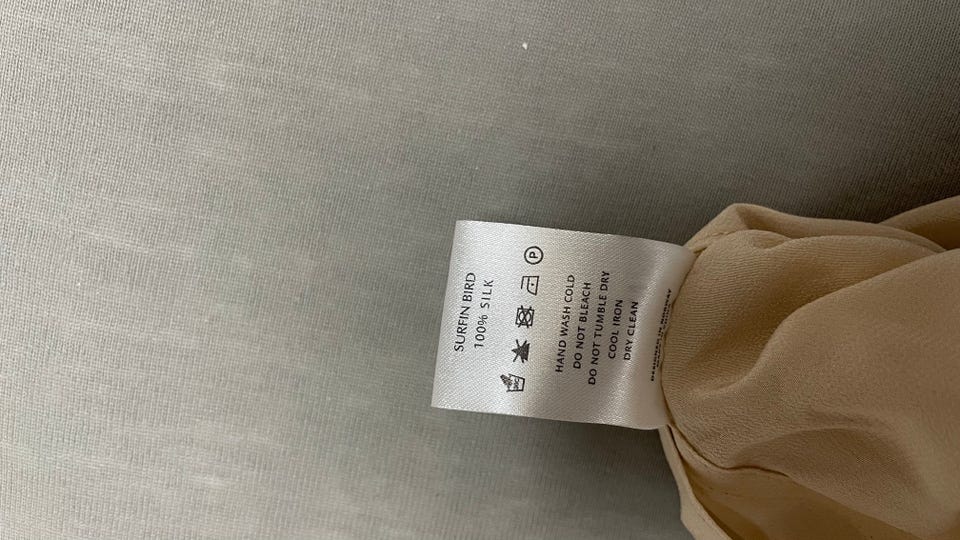 SURFIN BIRD
100% SILK
P
HAND WASH COLD
DO NOT BLEACH
DO NOT TUMBLE DRY
COOL IRON
DRY CLEAN